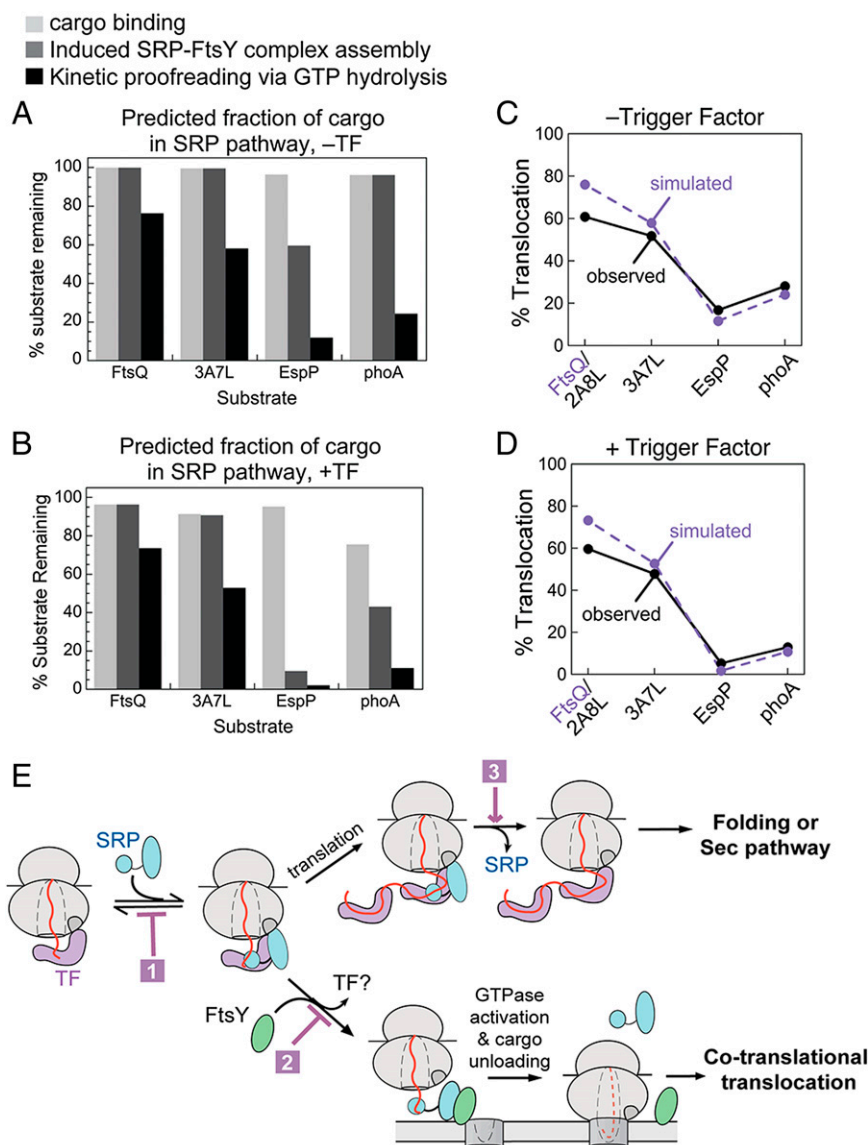 cargo binding
Induced SRP-FtsY complex assembly
Kinetic proofreading via GTP hydrolysis
A
Predicted fraction of cargo
in SRP pathway, –TF
% substrate remaining
100
80
60
40
20
0
FtsQ 3A7L EspP phoA
Substrate
B
Predicted fraction of cargo
in SRP pathway, +TF
% Substrate Remaining
100
80
60
40
20
0
FtsQ 3A7L EspP phoA
Substrate
C
–Trigger Factor
% Translocation
100
80
60
40
20
0
simulated
observed
FtsQ/
2A8L
3A7L
EspP
phoA
D
+ Trigger Factor
% Translocation
100
80
60
40
20
0
simulated
observed
FtsQ/
2A8L
3A7L
EspP
phoA
E
SRP
TF
1
translation
3
SRP
Folding or
Sec pathway
FtsY
TF?
2
GTPase
activation
& cargo
unloading
Co-translational
translocation